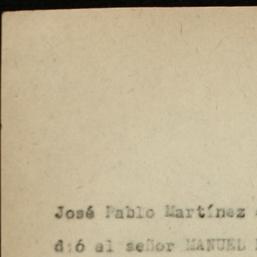 José Pablo Martínez
dió al señor MANUEL